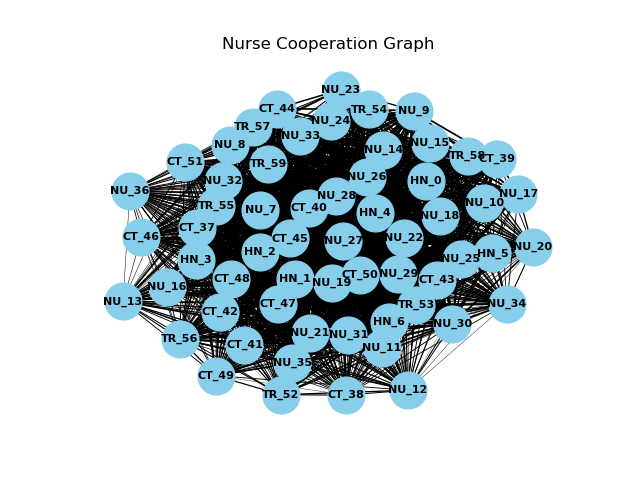 Nurse Cooperation Graph
NU_23
CT_44
TR_54
NU_9
NU_24
TR_57
NU_33
NU_8
NU_15
NU_14
TR_58
CT_39
CT_51
TR_59
NU_26
NU_32
HN_0
NU_36
NU_28
NU_17
NU_10
TR_55
CT_40
NU_7
HN_4
NU_18
CT_37
CT_46
CT_45
NU_27
NU_22
NU_20
HN_2
HN_5
HN_3
NU_25
CT_50
NU_29
CT_48
HN_1
CT_43
NU_19
NU_16
NU_13
CT_47
TR_53
NU_34
CT_42
HN_6
NU_30
NU_21
NU_31
TR_56
CT_41
NU_11
NU_35
CT_49
NU_12
TR_52
CT_38